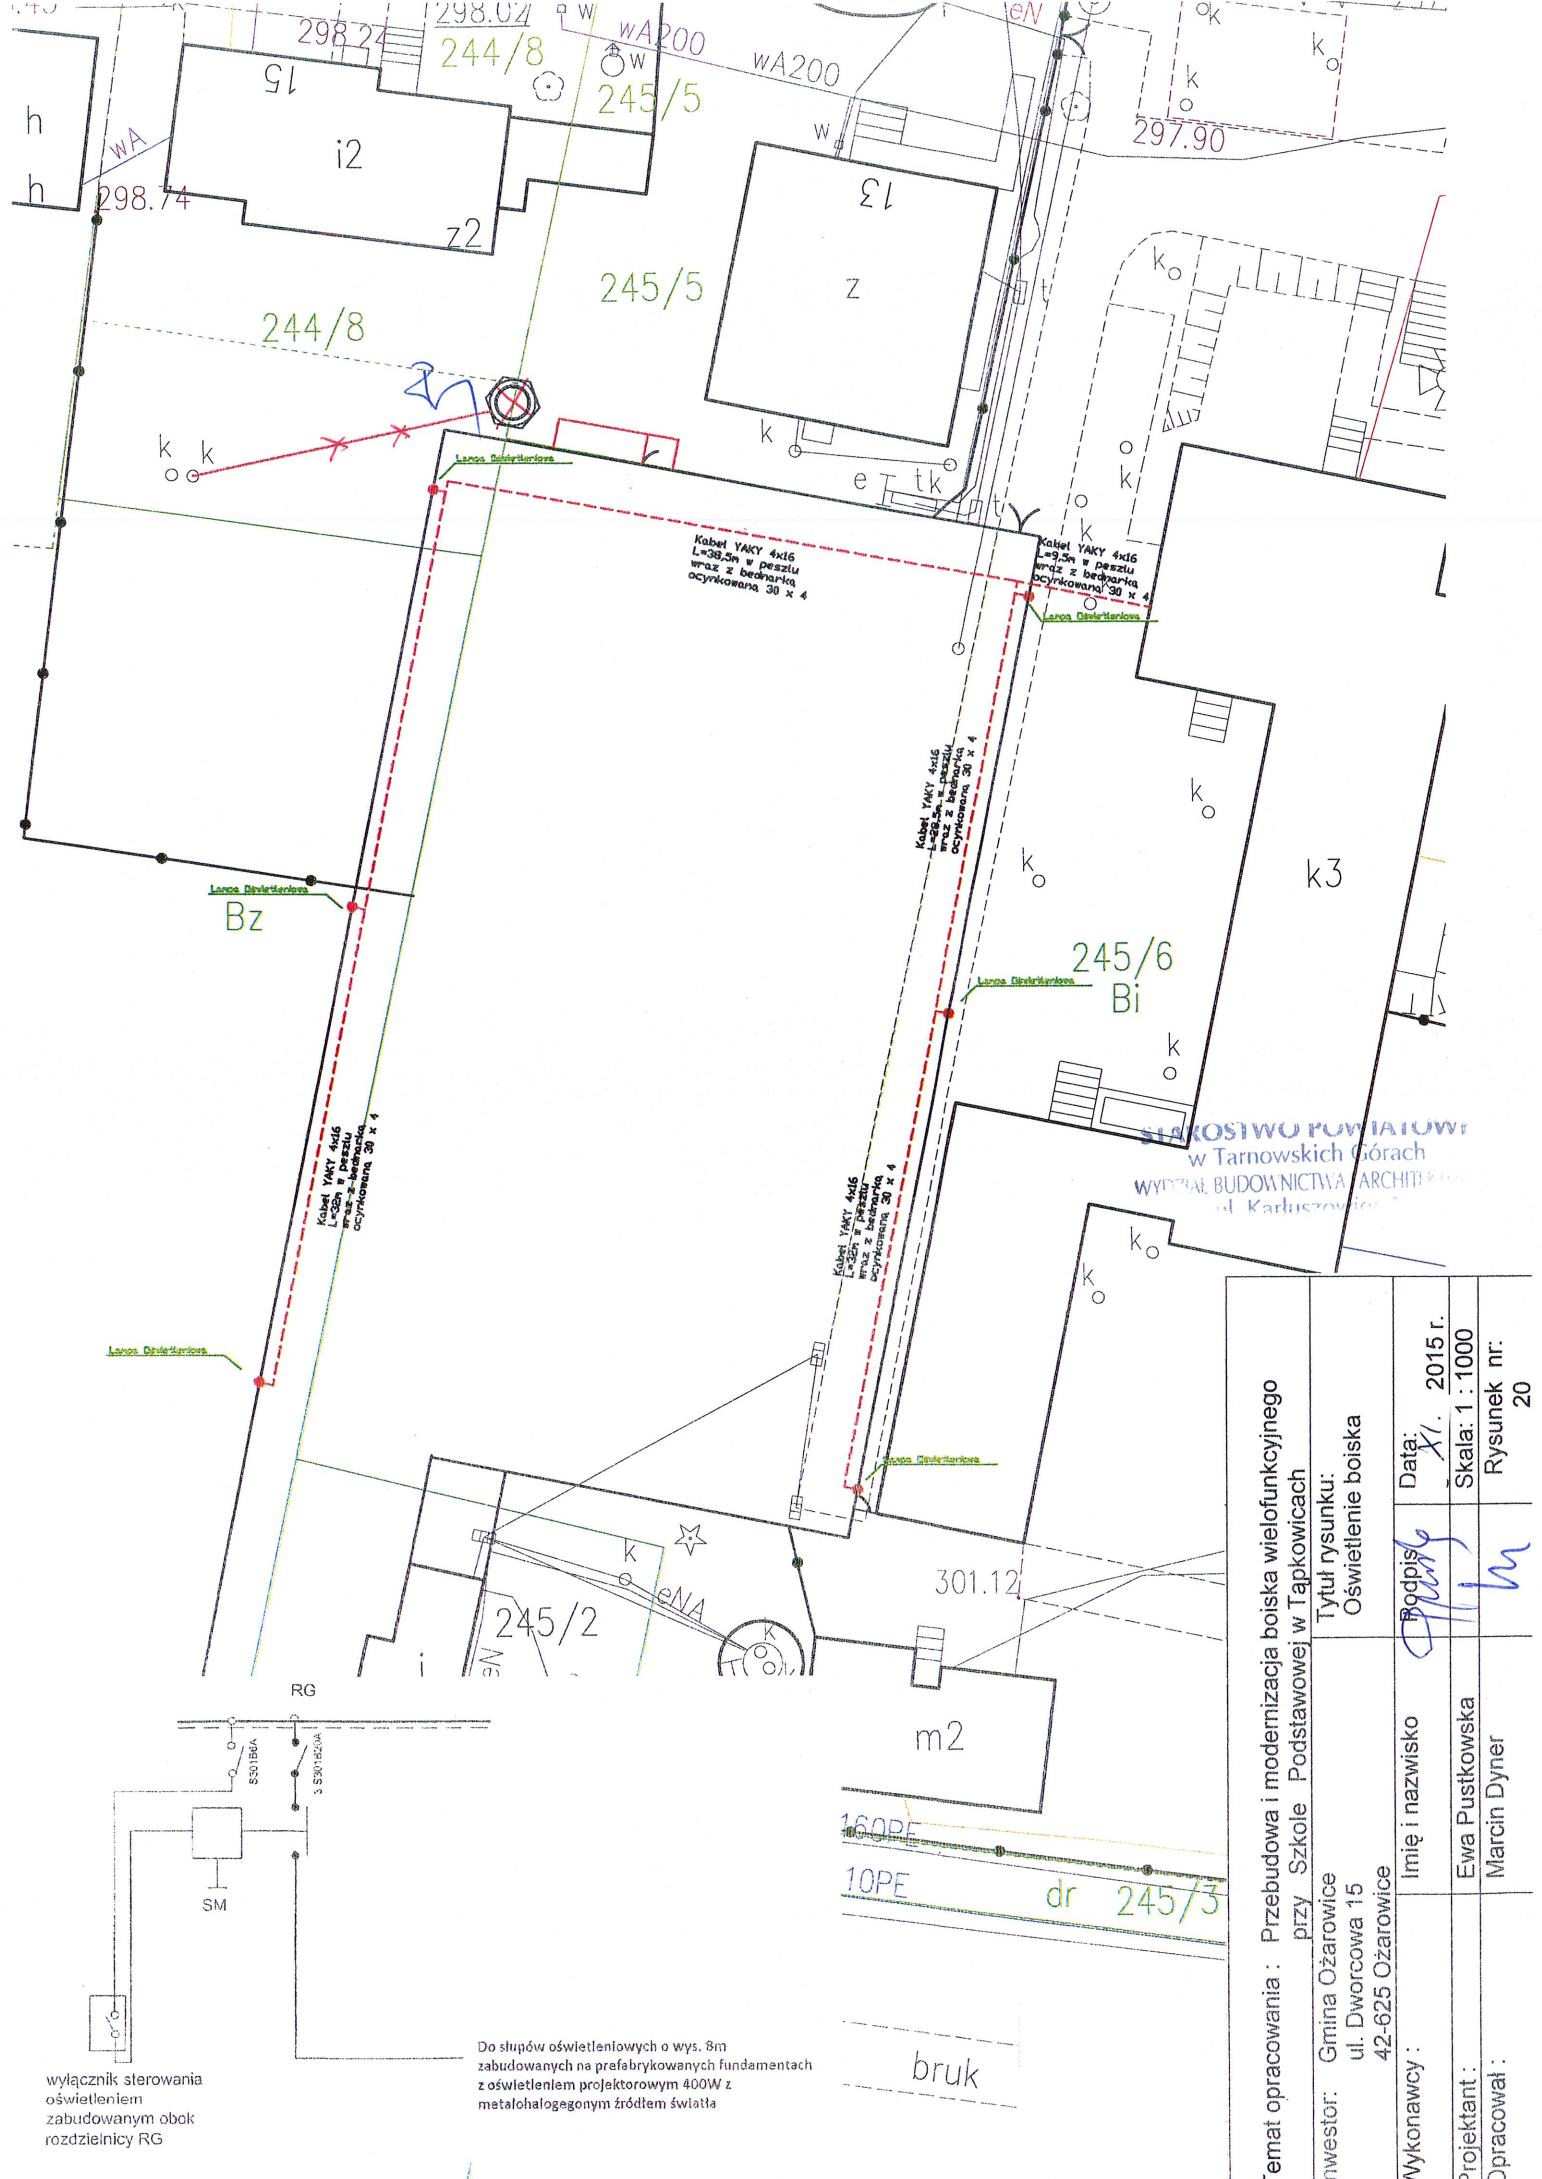 298.02
w
wA200
eN
k
298.24
244/8
w
wA200
k
15
245/5
k
h
wA
i2
w
297.90
13
h
298.74
z2
k
245/5
z
t
244/8
k
k
k
k
k
Lampa Oświetleniowa
e
tk
t
k
Kabel YAKY 4x16
L=38,5m w peszlu
wraz z bednarką
ocynkowaną 30 x 4
Kabel YAKY 4x16
L=9,5m w peszlu
wraz z bednarką
ocynkowaną 30 x 4
Lampa Oświetleniowa
Kabel YAKY 4x16
L=28,5m w peszlu
wraz z bednarką
ocynkowaną 30 x 4
k
k
k3
Lampa Oświetleniowa
Bz
245/6
Lampa Oświetleniowa
Bi
k
Kabel YAKY 4x16
L=32m w peszlu
wraz z bednarką
ocynkowaną 30 x 4
STAROSTWO POWIATOWE
w Tarnowskich Górach
WYDZIAŁ BUDOWNICTWA
Kabel YAKY 4x16
L=32m w peszlu
wraz z bednarką
ocynkowaną 30 x 4
k
k
Lampa Oświetleniowa
Lampa Oświetleniowa
k
301.12
eNA
245/2
k
i
eN
m2
160PE
10PE
dr 245/3
bruk
RG
S301B6A
3 S301B20A
SM
wyłącznik sterowania
oświetleniem
zabudowanym obok
rozdzielnicy RG
Do słupów oświetleniowych o wys. 8m
zabudowanych na prefabrykowanych fundamentach
z oświetleniem projektorowym 400W z
metalohalogegonym źródłem światła
Temat opracowania : Przebudowa i modernizacja boiska wielofunkcyjnego
przy Szkole Podstawowej w Tąpkowicach
Inwestor: Gmina Ożarowice
ul. Dworcowa 15
42-625 Ożarowice
Tytuł rysunku:
Oświetlenie boiska
Wykonawcy :
Imię i nazwisko
Podpis
Data:
XI. 2015 r.
Projektant :
Ewa Pustkowska
Skala: 1 : 1000
Opracował :
Marcin Dyner
Rysunek nr:
20